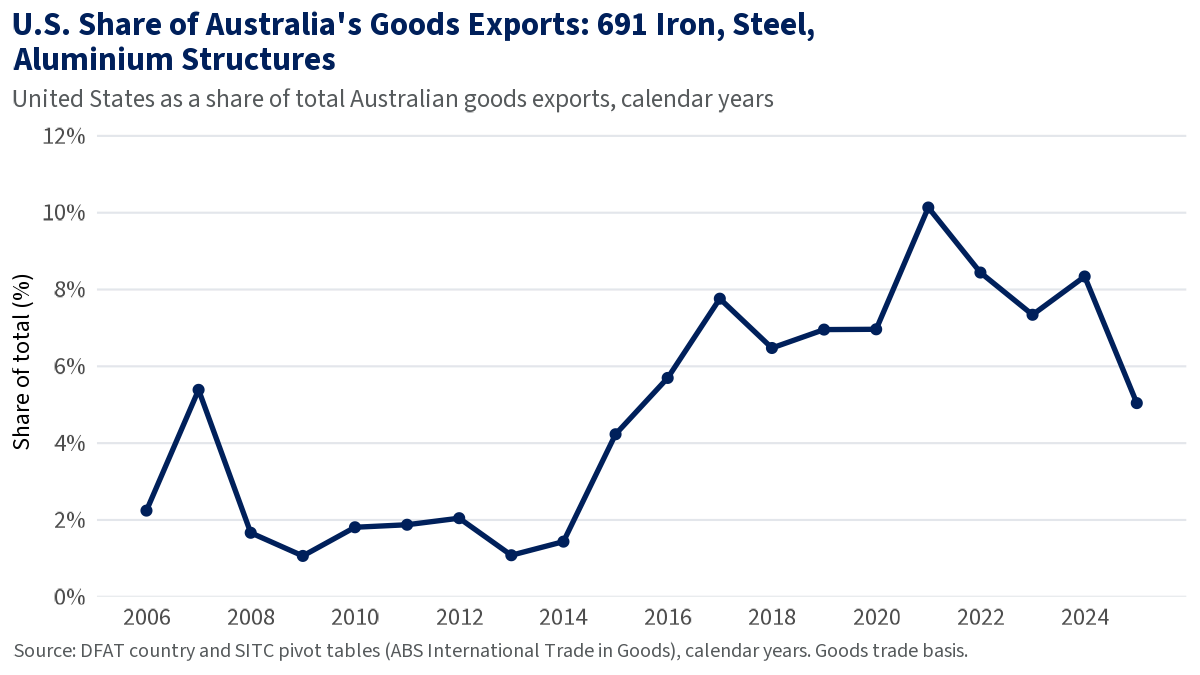 U.S. Share of Australia's Goods Exports: 691 Iron, Steel,
Aluminium Structures
United States as a share of total Australian goods exports, calendar years
Share of total (%)
12%
10%
8%
6%
4%
2%
0%
2006 2008 2010 2012 2014 2016 2018 2020 2022 2024
Source: DFAT country and SITC pivot tables (ABS International Trade in Goods), calendar years. Goods trade basis.